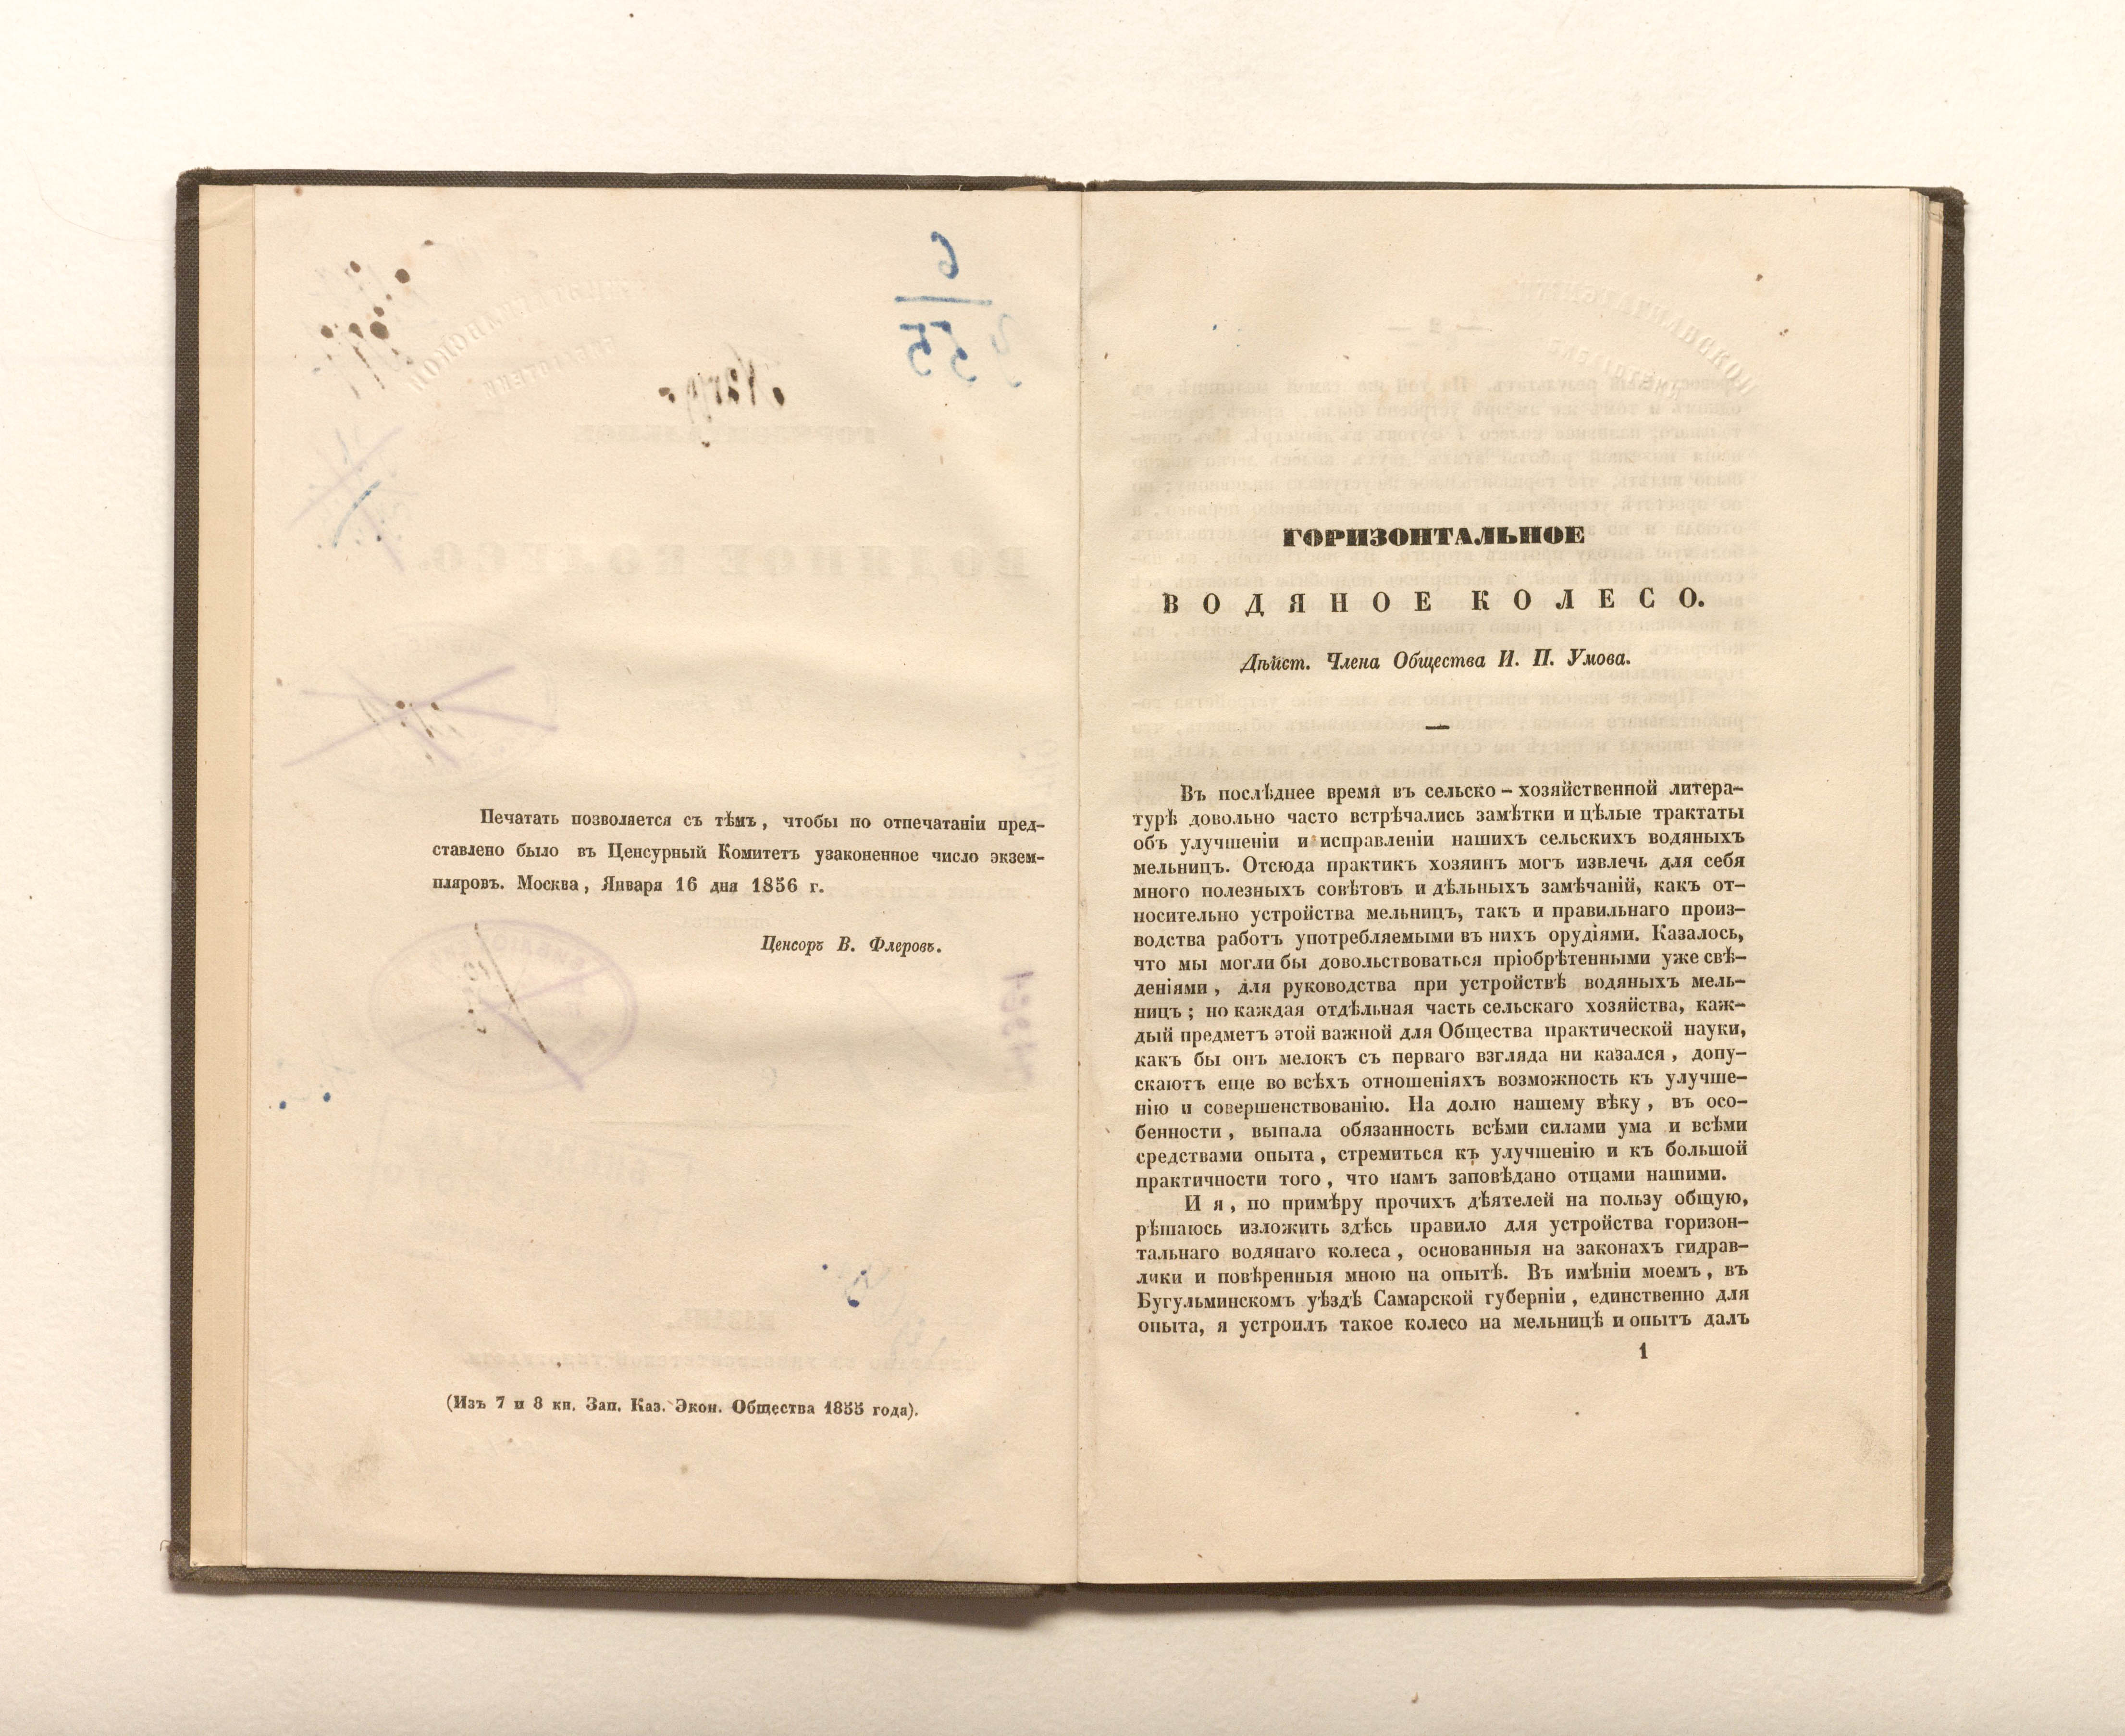 Печатать позволяется съ тѣмъ, чтобы по отпечатаніи пред-
ставлено было въ Ценсурный Комитетъ узаконенное число экзем-
пляровъ. Москва, Января 16 дня 1856 г.
Ценсоръ В. Флеровъ.
(Изъ 7 и 8 кн. Зап. Каз. Экон. Общества 1855 года).
ГОРИЗОНТАЛЬНОЕ
ВОДЯНОЕ КОЛЕСО.
Дѣйст. Члена Общества И. П. Умова.
Въ послѣднее время въ сельско-хозяйственной литера-
турѣ довольно часто встрѣчались замѣтки и цѣлые трактаты
объ улучшеніи и исправленіи нашихъ сельскихъ водяныхъ
мельницъ. Отсюда практикъ хозяинъ могъ извлечь для себя
много полезныхъ совѣтовъ и дѣльныхъ замѣчаній, какъ от-
носительно устройства мельницъ, такъ и правильнаго произ-
водства работъ употребляемыми въ нихъ орудіями. Казалось,
что мы могли бы довольствоваться пріобрѣтенными уже свѣ-
деніями, для руководства при устройствѣ водяныхъ мель-
ницъ; но каждая отдѣльная часть сельскаго хозяйства, каж-
дый предметъ этой важной для Общества практической науки,
какъ бы онъ мелокъ съ перваго взгляда ни казался, допу-
скаютъ еще во всѣхъ отношеніяхъ возможность къ улучше-
нію и совершенствованію. На долю нашему вѣку, въ осо-
бенности, выпала обязанность всѣми силами ума и всѣми
средствами опыта, стремиться къ улучшенію и къ большой
практичности того, что намъ заповѣдано отцами нашими.
И я, по примѣру прочихъ дѣятелей на пользу общую,
рѣшаюсь изложить здѣсь правило для устройства горизон-
тальнаго водянаго колеса, основанныя на законахъ гидрав-
лики и повѣренныя мною на опытѣ. Въ имѣніи моемъ, въ
Бугульминскомъ уѣздѣ Самарской губерніи, единственно для
опыта, я устроилъ такое колесо на мельницѣ и опытъ далъ
1